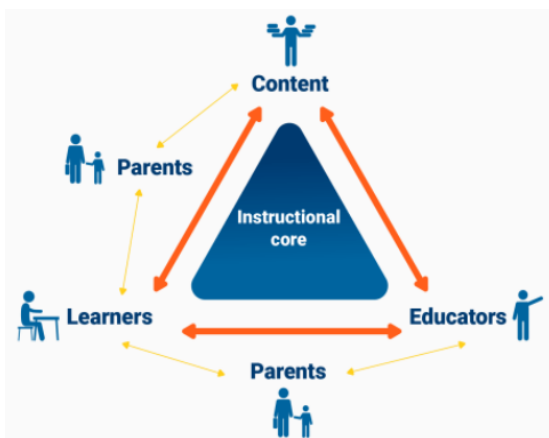 Content
Parents
Instructional
core
Learners
Educators
Parents